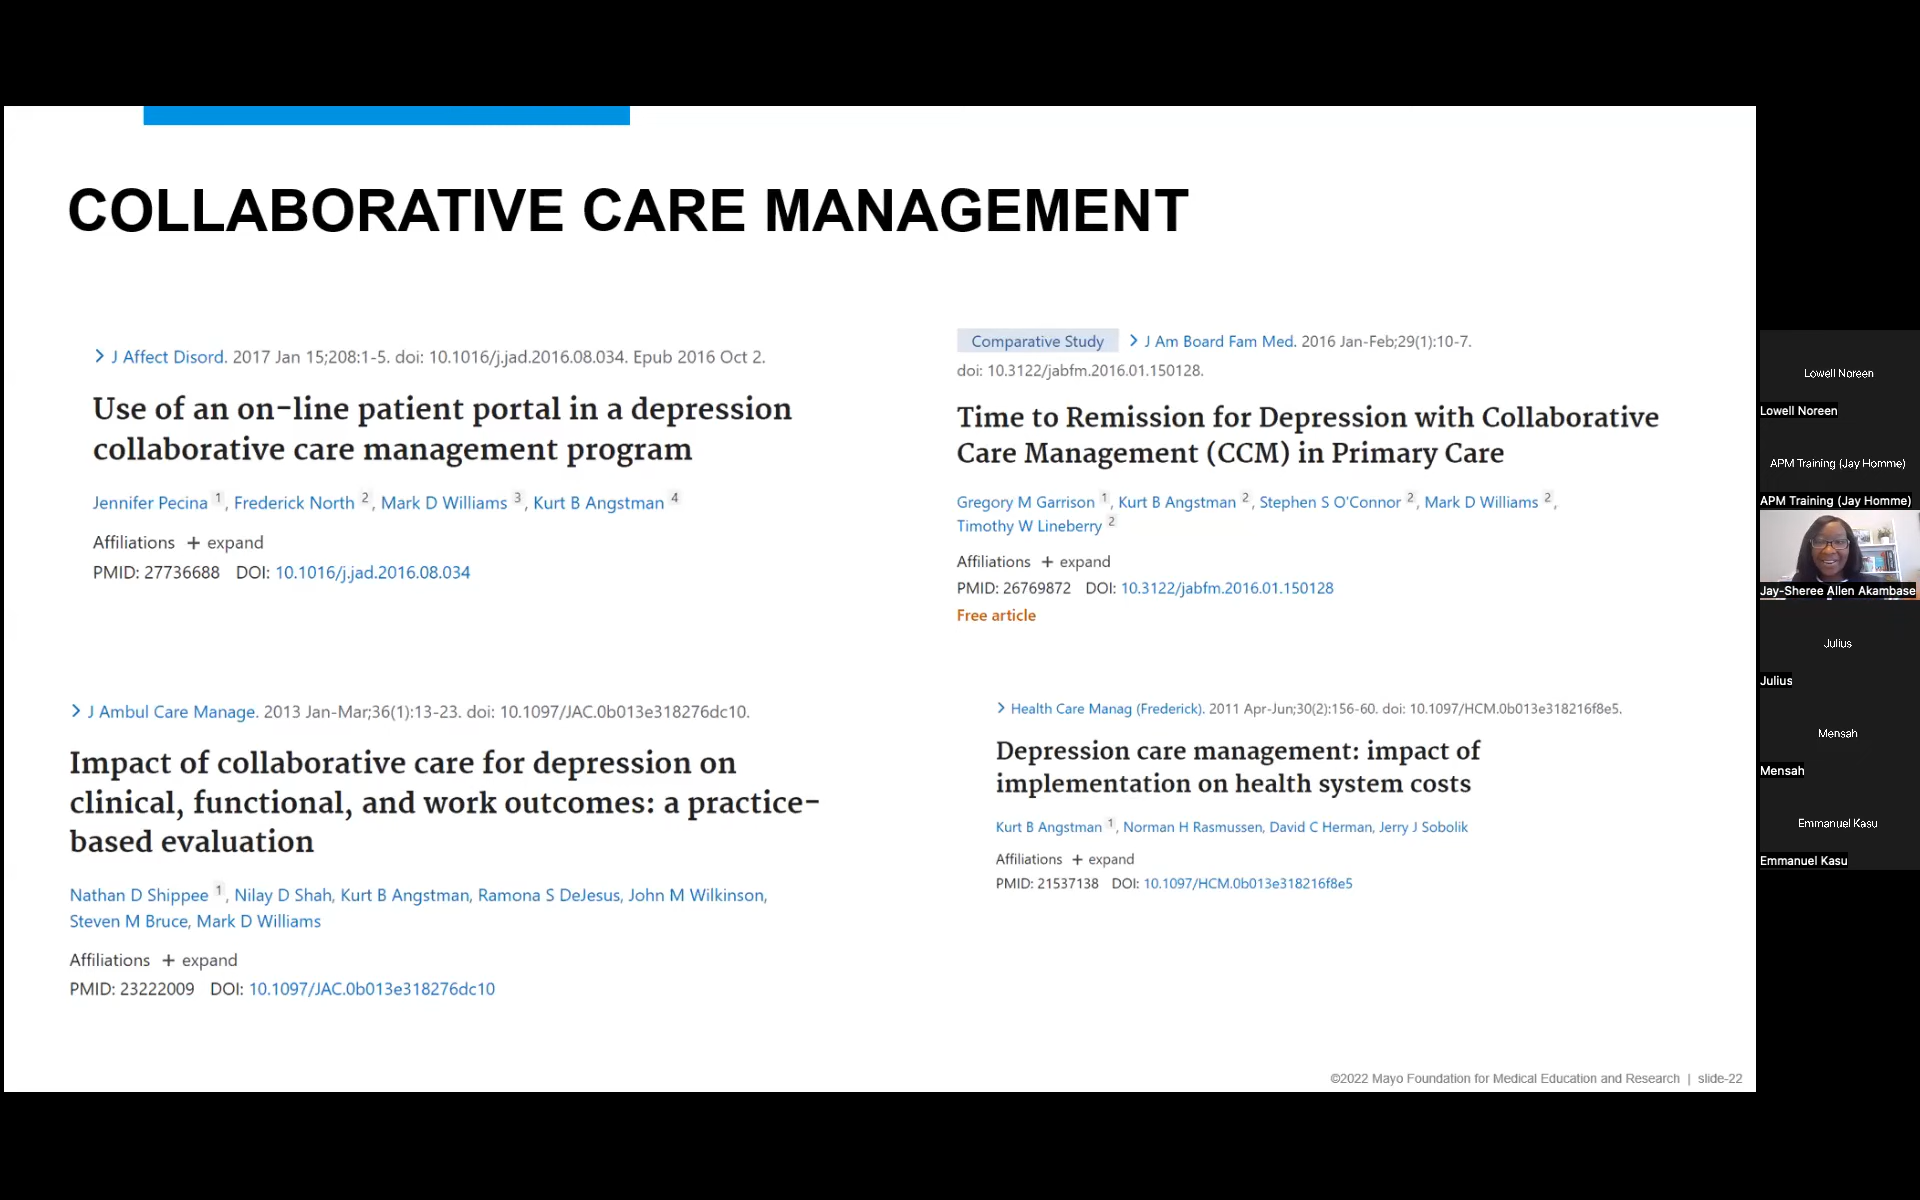 COLLABORATIVE CARE MANAGEMENT
> J Affect Disord. 2017 Jan 15;208:1-5. doi: 10.1016/j.jad.2016.08.034. Epub 2016 Oct 2.
Use of an on-line patient portal in a depression
collaborative care management program
Jennifer Pecina 1, Frederick North 2, Mark D Williams 3, Kurt B Angstman 4
Affiliations + expand
PMID: 27736688 DOI: 10.1016/j.jad.2016.08.034
Comparative Study > J Am Board Fam Med. 2016 Jan-Feb;29(1):10-7.
doi: 10.3122/jabfm.2016.01.150128.
Time to Remission for Depression with Collaborative
Care Management (CCM) in Primary Care
Gregory M Garrison 1, Kurt B Angstman 2, Stephen S O'Connor 2, Mark D Williams 2,
Timothy W Lineberry 2
Affiliations + expand
PMID: 26769872 DOI: 10.3122/jabfm.2016.01.150128
Free article
> J Ambul Care Manage. 2013 Jan-Mar;36(1):13-23. doi: 10.1097/JAC.0b013e318276dc10.
Impact of collaborative care for depression on
clinical, functional, and work outcomes: a practice-
based evaluation
Nathan D Shippee 1, Nilay D Shah, Kurt B Angstman, Ramona S DeJesus, John M Wilkinson,
Steven M Bruce, Mark D Williams
Affiliations + expand
PMID: 23222009 DOI: 10.1097/JAC.0b013e318276dc10
> Health Care Manag (Frederick). 2011 Apr-Jun;30(2):156-60. doi: 10.1097/HCM.0b013e318216f8e5.
Depression care management: impact of
implementation on health system costs
Kurt B Angstman 1, Norman H Rasmussen, David C Herman, Jerry J Sobolik
Affiliations + expand
PMID: 21537138 DOI: 10.1097/HCM.0b013e318216f8e5
©2022 Mayo Foundation for Medical Education and Research | slide-22
Lowell Noreen
Lowell Noreen
APM Training (Jay Homme)
APM Training (Jay Homme)
Jay-Sheree Allen Akambase
Julius
Julius
Mensah
Mensah
Emmanuel Kasu
Emmanuel Kasu